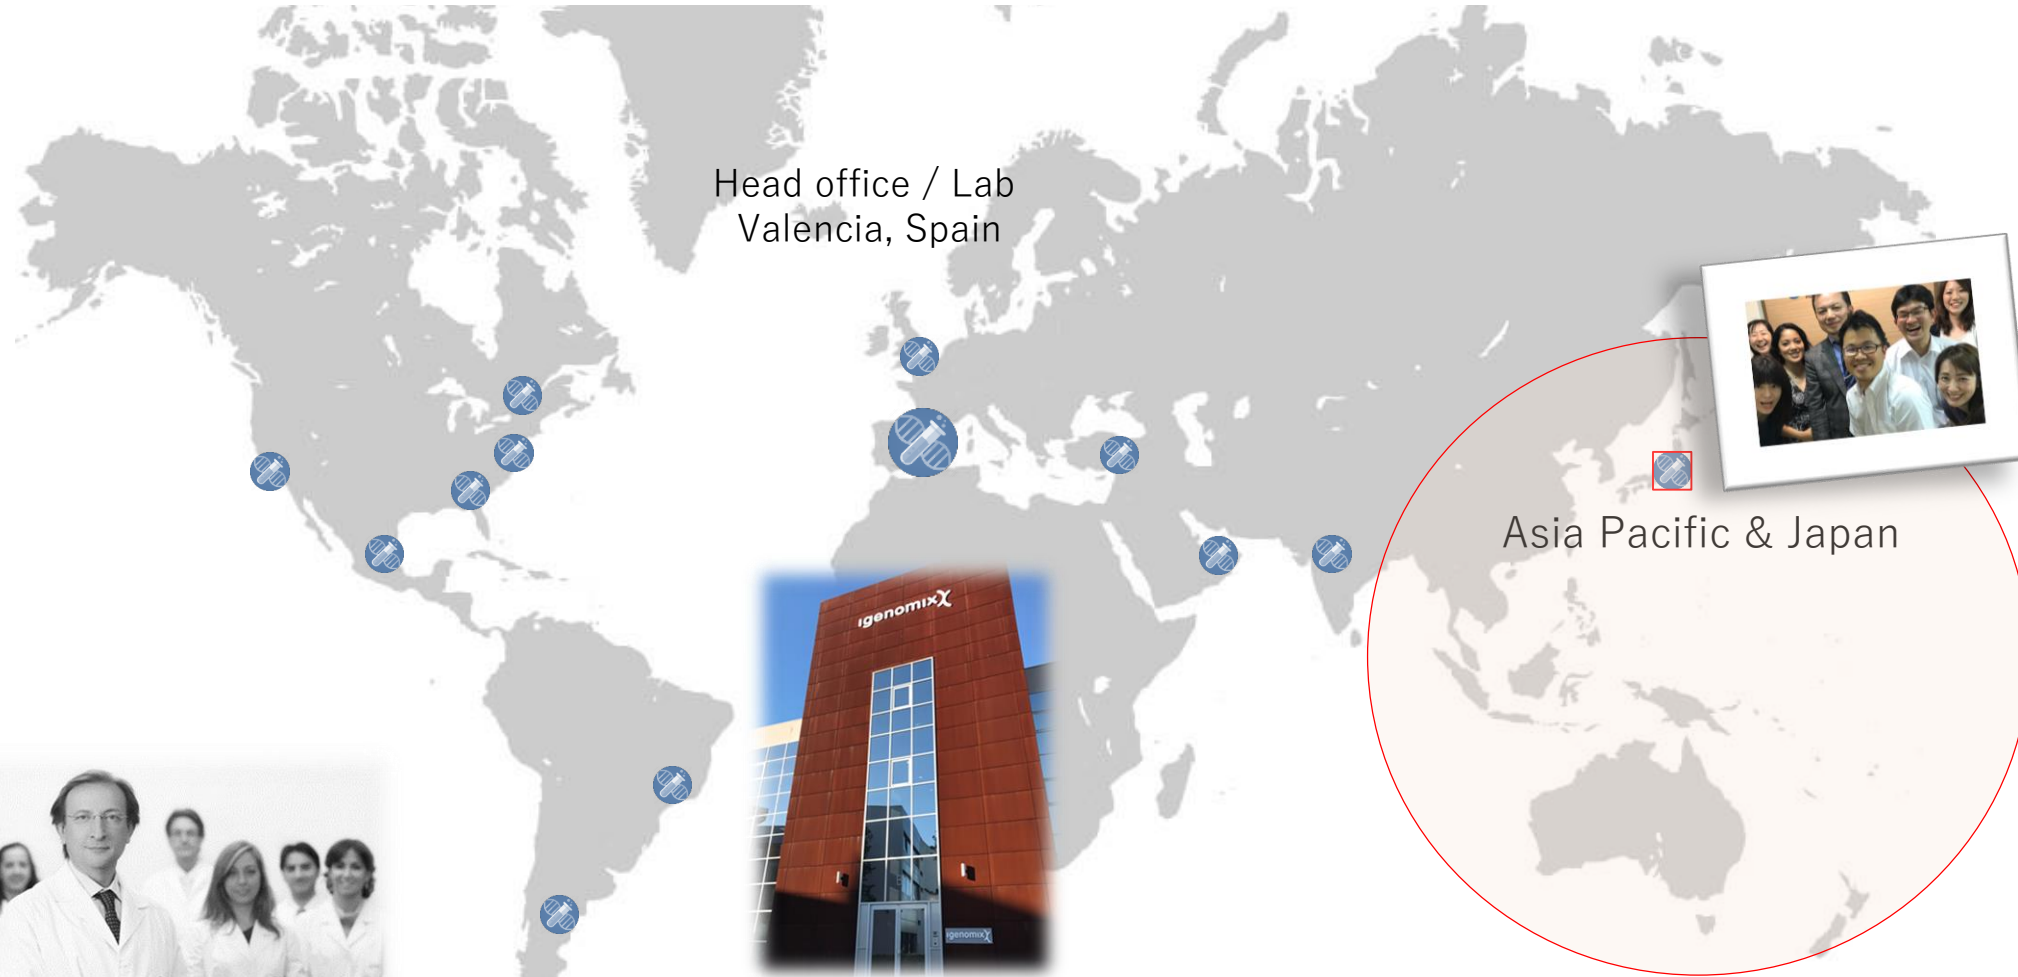 Head office / Lab
Valencia, Spain
Asia Pacific & Japan
igenomix
igenomix